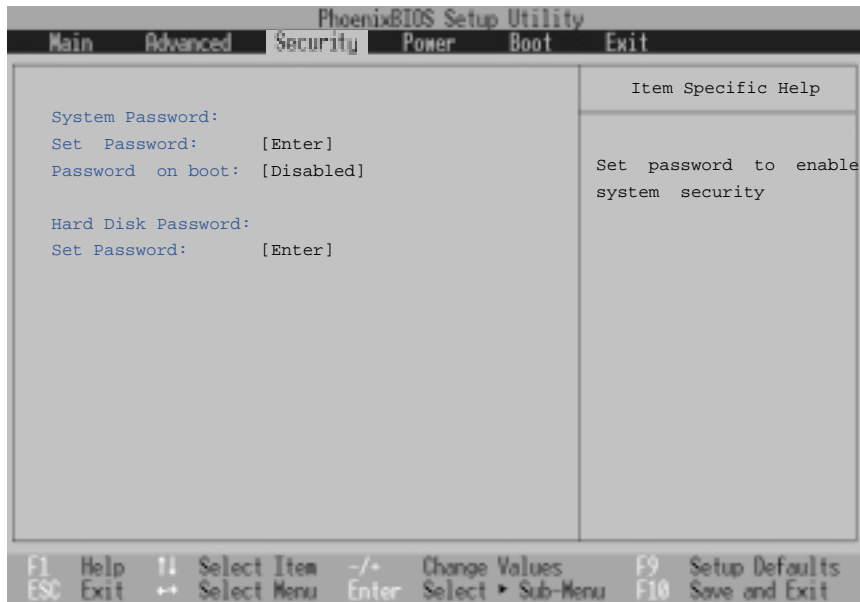 PhoenixBIOS Setup Utility
Main Advanced Security Power Boot Exit
Item Specific Help
System Password:
Set Password: [Enter]
Password on boot: [Disabled]
Set password to enable
system security
Hard Disk Password:
Set Password: [Enter]
F1 Help ↑↓ Select Item -/+ Change Values F9 Setup Defaults
ESC Exit ←→ Select Menu Enter Select ▸ Sub-Menu F10 Save and Exit